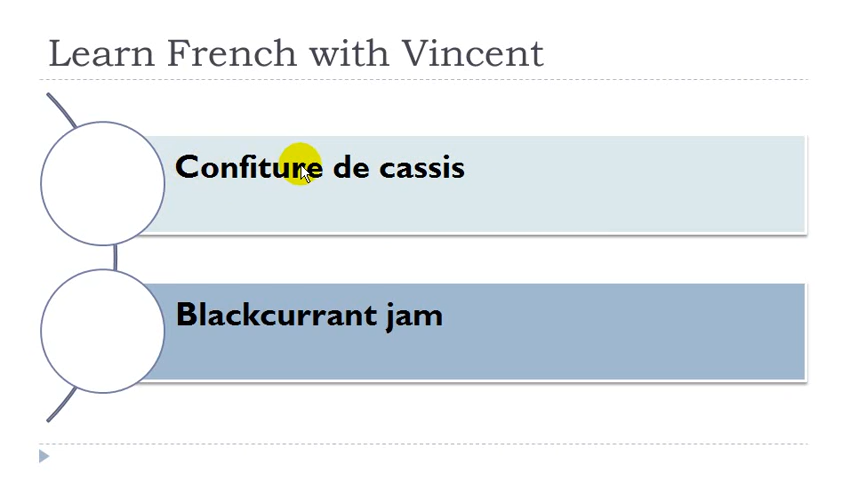 Learn French with Vincent
Confiture de cassis
Blackcurrant jam